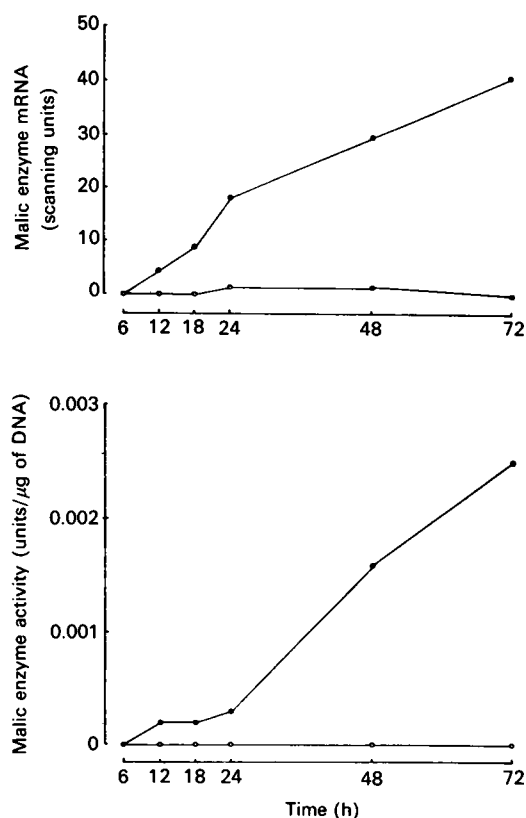 Malic enzyme mRNA
(scanning units)
50
40
30
20
10
0
6 12 18 24 48 72
Malic enzyme activity (units/μg of DNA)
0.003
0.002
0.001
0
6 12 18 24 48 72
Time (h)